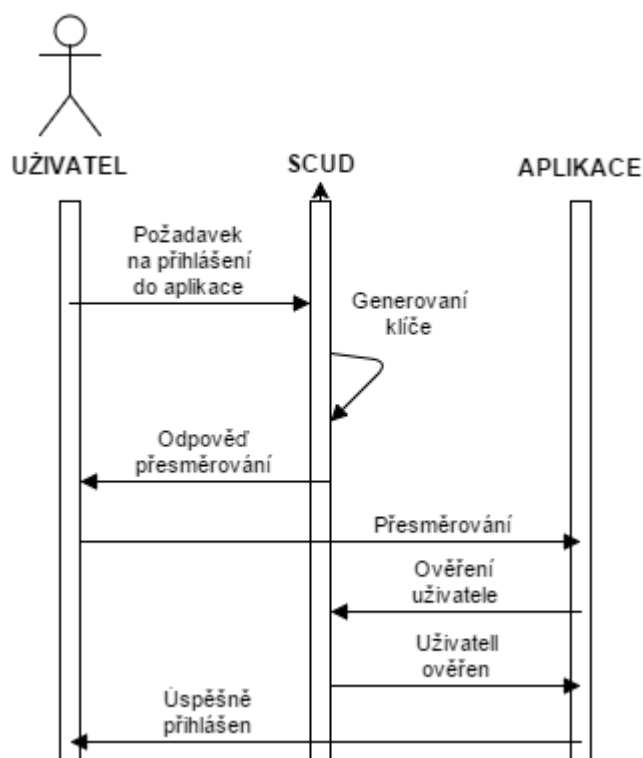 UŽIVATEL
SCUD
APLIKACE
Požadavek
na přihlášení
do aplikace
Generovaní
klíče
Odpověď
přesměrování
Přesměrování
Ověření
uživatele
Uživatell
ověřen
Úspěšně
přihlášen